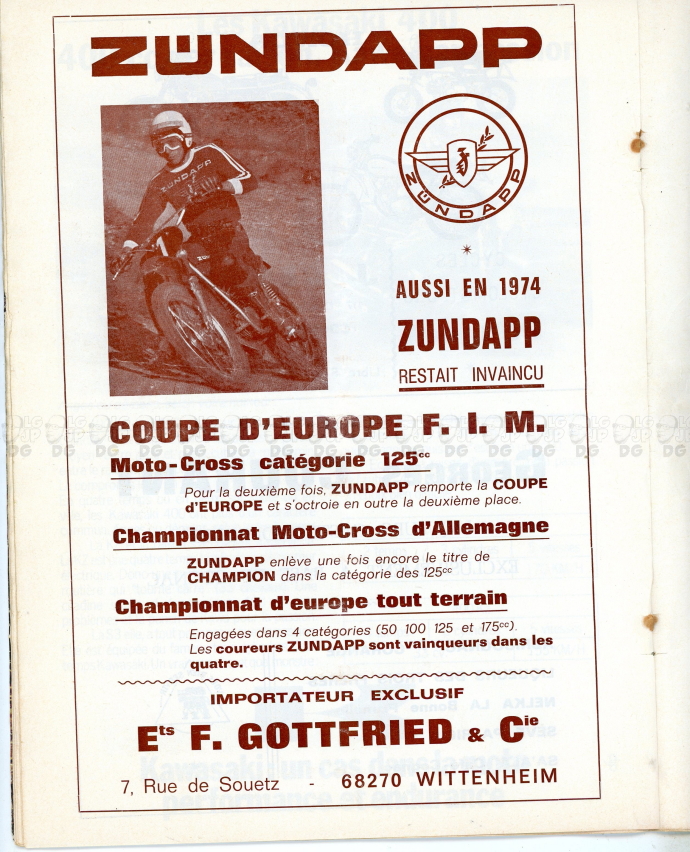 ZÜNDAPP
ZÜNDAPP
ZÜNDAPP
*
AUSSI EN 1974
ZUNDAPP
RESTAIT INVAINCU
COUPE D'EUROPE F. I. M.
Moto-Cross catégorie 125cc
Pour la deuxième fois, ZUNDAPP remporte la COUPE
d'EUROPE et s'octroie en outre la deuxième place.
Championnat Moto-Cross d'Allemagne
ZUNDAPP enlève une fois encore le titre de
CHAMPION dans la catégorie des 125cc
Championnat d'europe tout terrain
Engagées dans 4 catégories (50 100 125 et 175cc).
Les coureurs ZUNDAPP sont vainqueurs dans les
quatre.
IMPORTATEUR EXCLUSIF
Ets F. GOTTFRIED & Cie
7, Rue de Souetz - 68270 WITTENHEIM